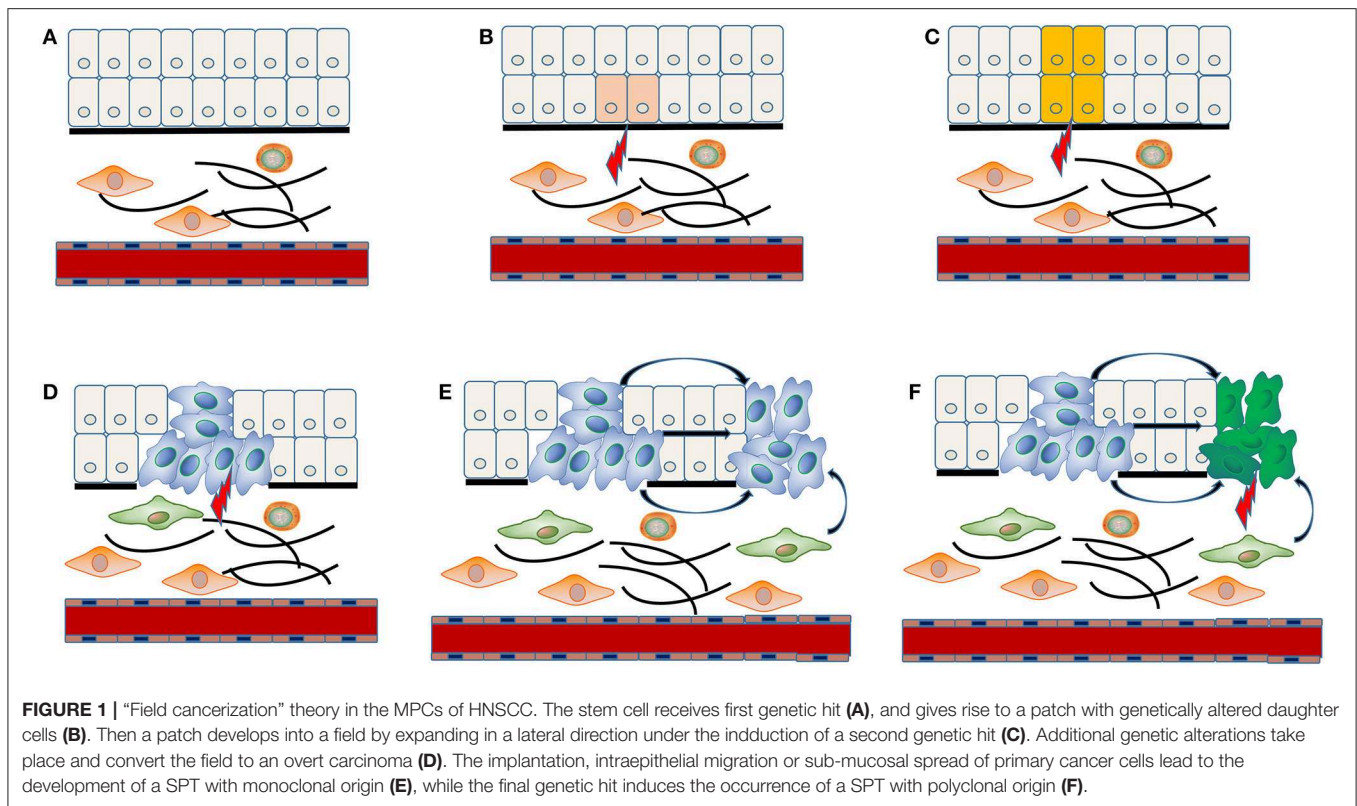 A
B
C
D
E
F
FIGURE 1 | “Field cancerization” theory in the MPCs of HNSCC. The stem cell receives first genetic hit (A), and gives rise to a patch with genetically altered daughter
cells (B). Then a patch develops into a field by expanding in a lateral direction under the indduction of a second genetic hit (C). Additional genetic alterations take
place and convert the field to an overt carcinoma (D). The implantation, intraepithelial migration or sub-mucosal spread of primary cancer cells lead to the
development of a SPT with monoclonal origin (E), while the final genetic hit induces the occurrence of a SPT with polyclonal origin (F).